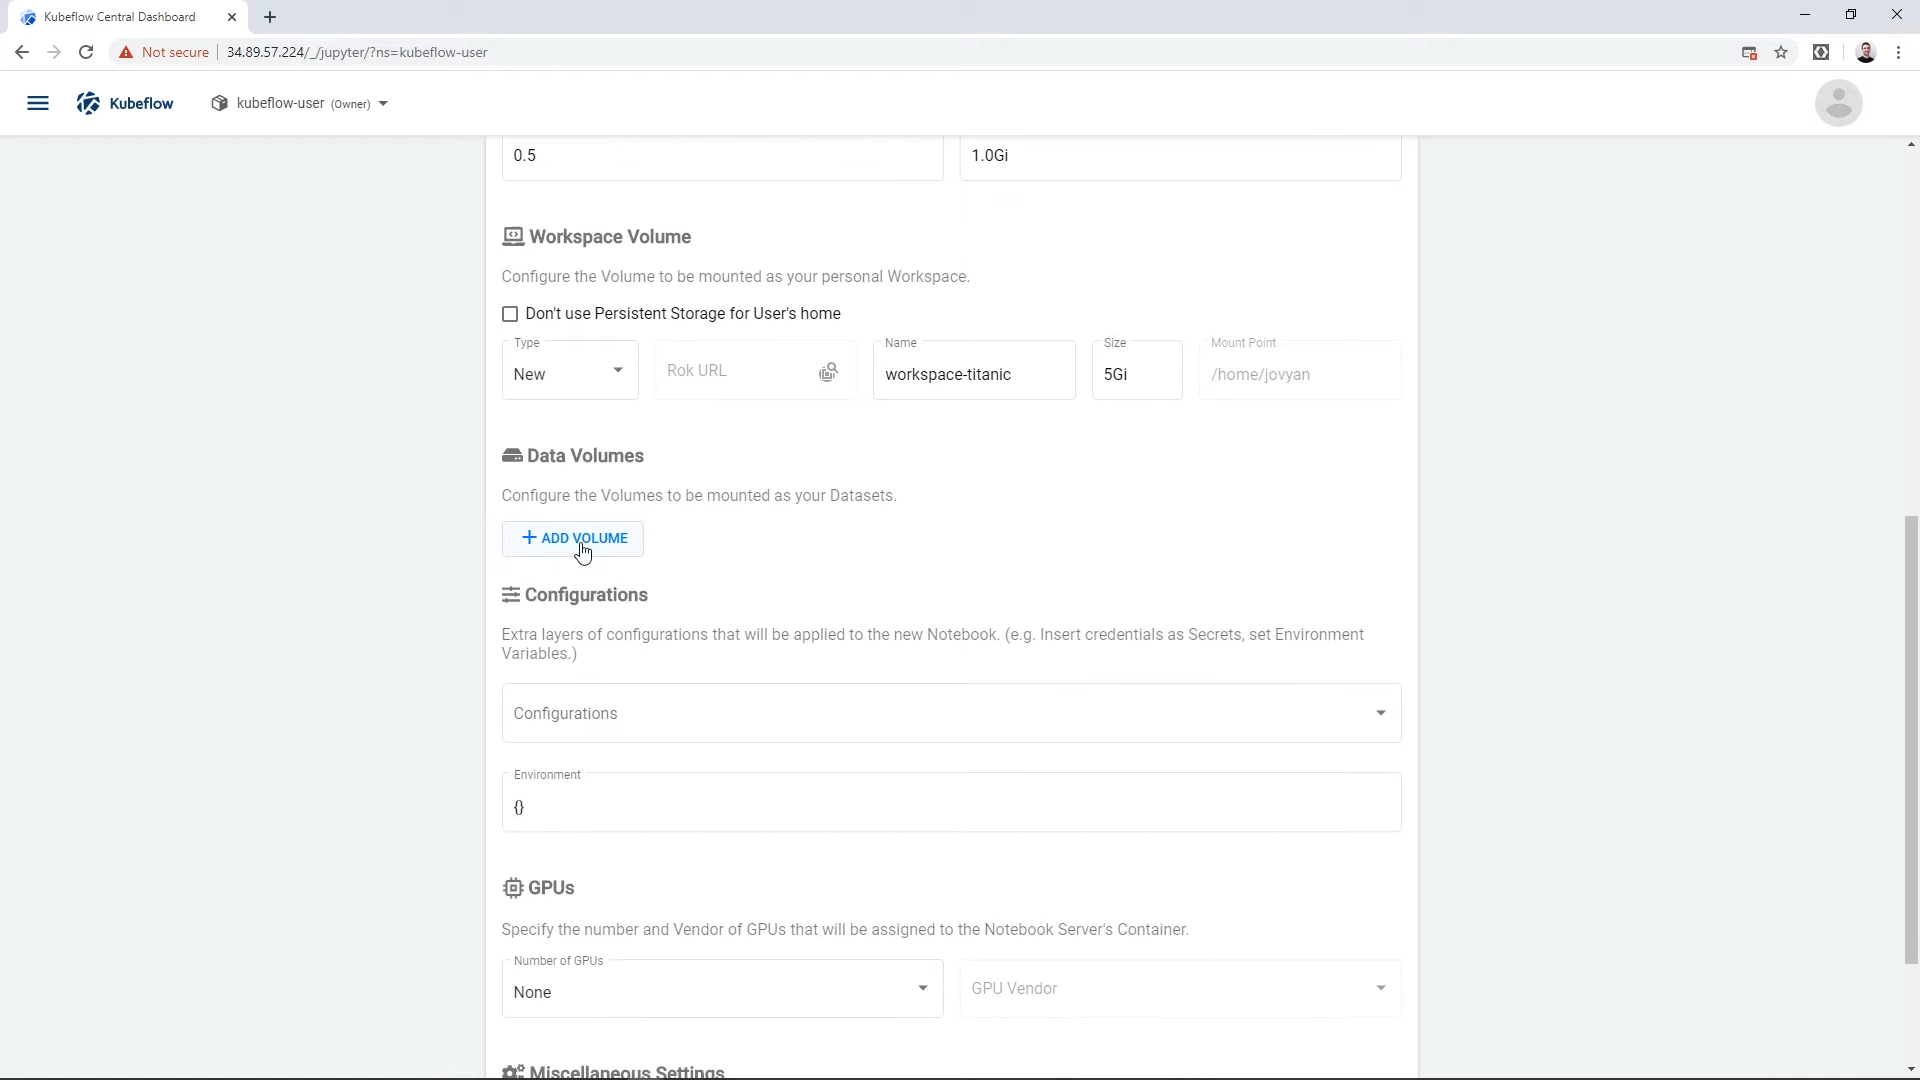 Kubeflow Central Dashboard
Not secure
34.89.57.224/_/jupyter/?ns=kubeflow-user
Kubeflow
kubeflow-user (Owner)
0.5
1.0Gi
Workspace Volume
Configure the Volume to be mounted as your personal Workspace.
Don't use Persistent Storage for User's home
Type
New
Rok URL
Name
workspace-titanic
Size
5Gi
Mount Point
/home/jovyan
Data Volumes
Configure the Volumes to be mounted as your Datasets.
+ ADD VOLUME
Configurations
Extra layers of configurations that will be applied to the new Notebook. (e.g. Insert credentials as Secrets, set Environment
Variables.)
Configurations
Environment
{}
GPUs
Specify the number and Vendor of GPUs that will be assigned to the Notebook Server's Container.
Number of GPUs
None
GPU Vendor
Miscellaneous Settings